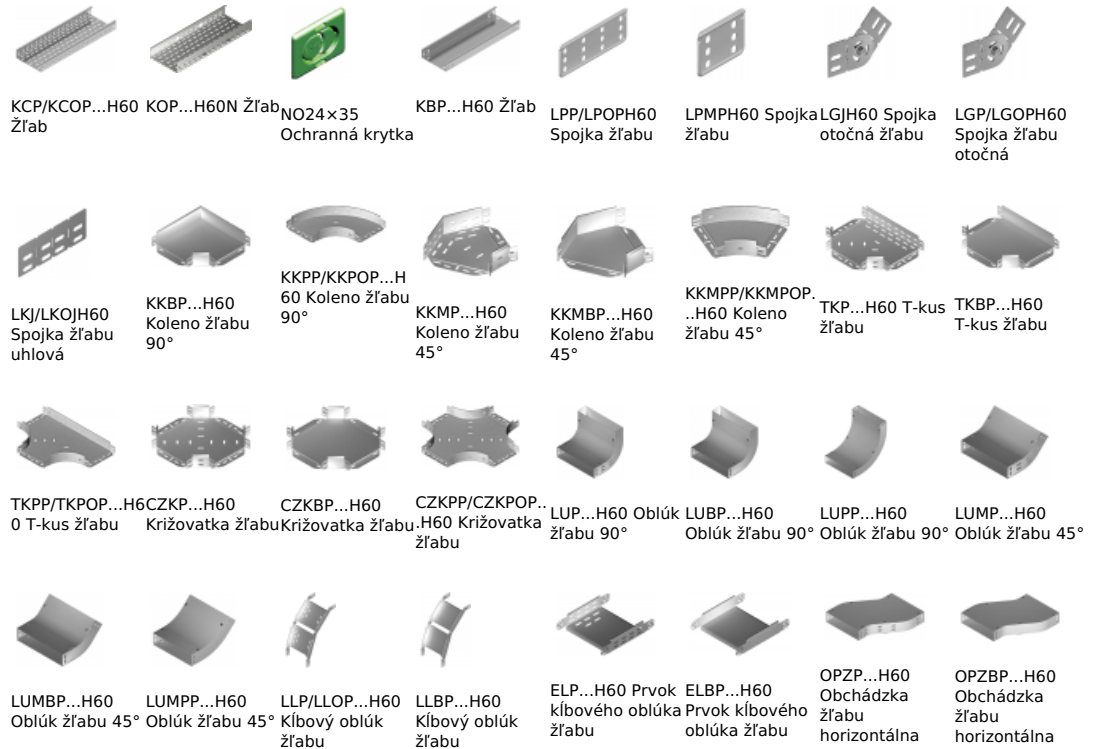 KCP/KCOP...H60
Žľab
KOP...H60N Žľab
NO24×35
Ochranná krytka
KBP...H60 Žľab
LPP/LPOPH60
Spojka žľabu
LPMPH60 Spojka
žľabu
LGJH60 Spojka
otočná žľabu
LGP/LGOPH60
Spojka žľabu
otočná
LKJ/LKOJH60
Spojka žľabu
uhlová
KKBP...H60
Koleno žľabu
90°
KKPP/KKPOP...H
60 Koleno žľabu
90°
KKMP...H60
Koleno žľabu
45°
KKMBP...H60
Koleno žľabu
45°
KKMPP/KKMPOP.
..H60 Koleno
žľabu 45°
TKP...H60 T-kus
žľabu
TKBP...H60
T-kus žľabu
TKPP/TKPOP...H6
0 T-kus žľabu
CZKP...H60
Križovatka žľabu
CZKBP...H60
Križovatka žľabu
CZKPP/CZKPOP..
.H60 Križovatka
žľabu
LUP...H60 Oblúk
žľabu 90°
LUBP...H60
Oblúk žľabu 90°
LUPP...H60
Oblúk žľabu 90°
LUMP...H60
Oblúk žľabu 45°
LUMBP...H60
Oblúk žľabu 45°
LUMPP...H60
Oblúk žľabu 45°
LLP/LLOP...H60
Kĺbový oblúk
žľabu
LLBP...H60
Kĺbový oblúk
žľabu
ELP...H60 Prvok
kĺbového oblúka
žľabu
ELBP...H60
Prvok kĺbového
oblúka žľabu
OPZP...H60
Obchádzka
žľabu
horizontálna
OPZBP...H60
Obchádzka
žľabu
horizontálna